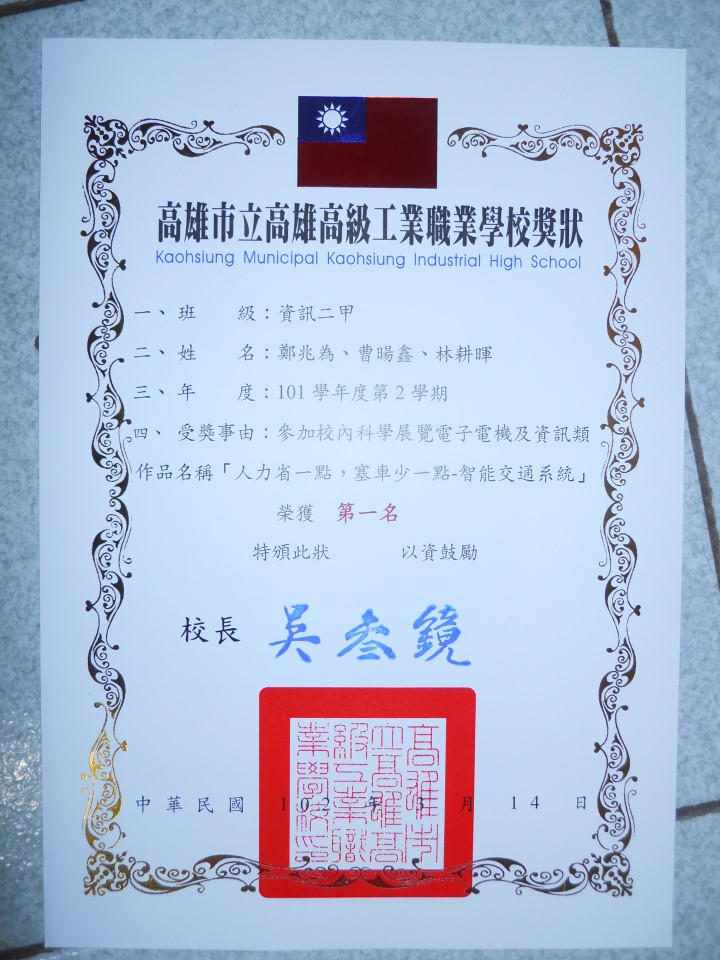 高雄市立高雄高級工業職業學校獎狀
Kaohsiung Municipal Kaohsiung Industrial High School
一、班　　級：資訊二甲
二、姓　　名：鄭兆為、曹暘鑫、林耕暉
三、年　　度：101 學年度第 2 學期
四、受獎事由：參加校內科學展覽電子電機及資訊類
作品名稱「人力省一點，塞車少一點-智能交通系統」
榮獲　第一名
特頒此狀　　以資鼓勵
校長 吳叁鏡
高雄市立高雄高級工業職業學校印
中華民國 102 年 3 月 14 日